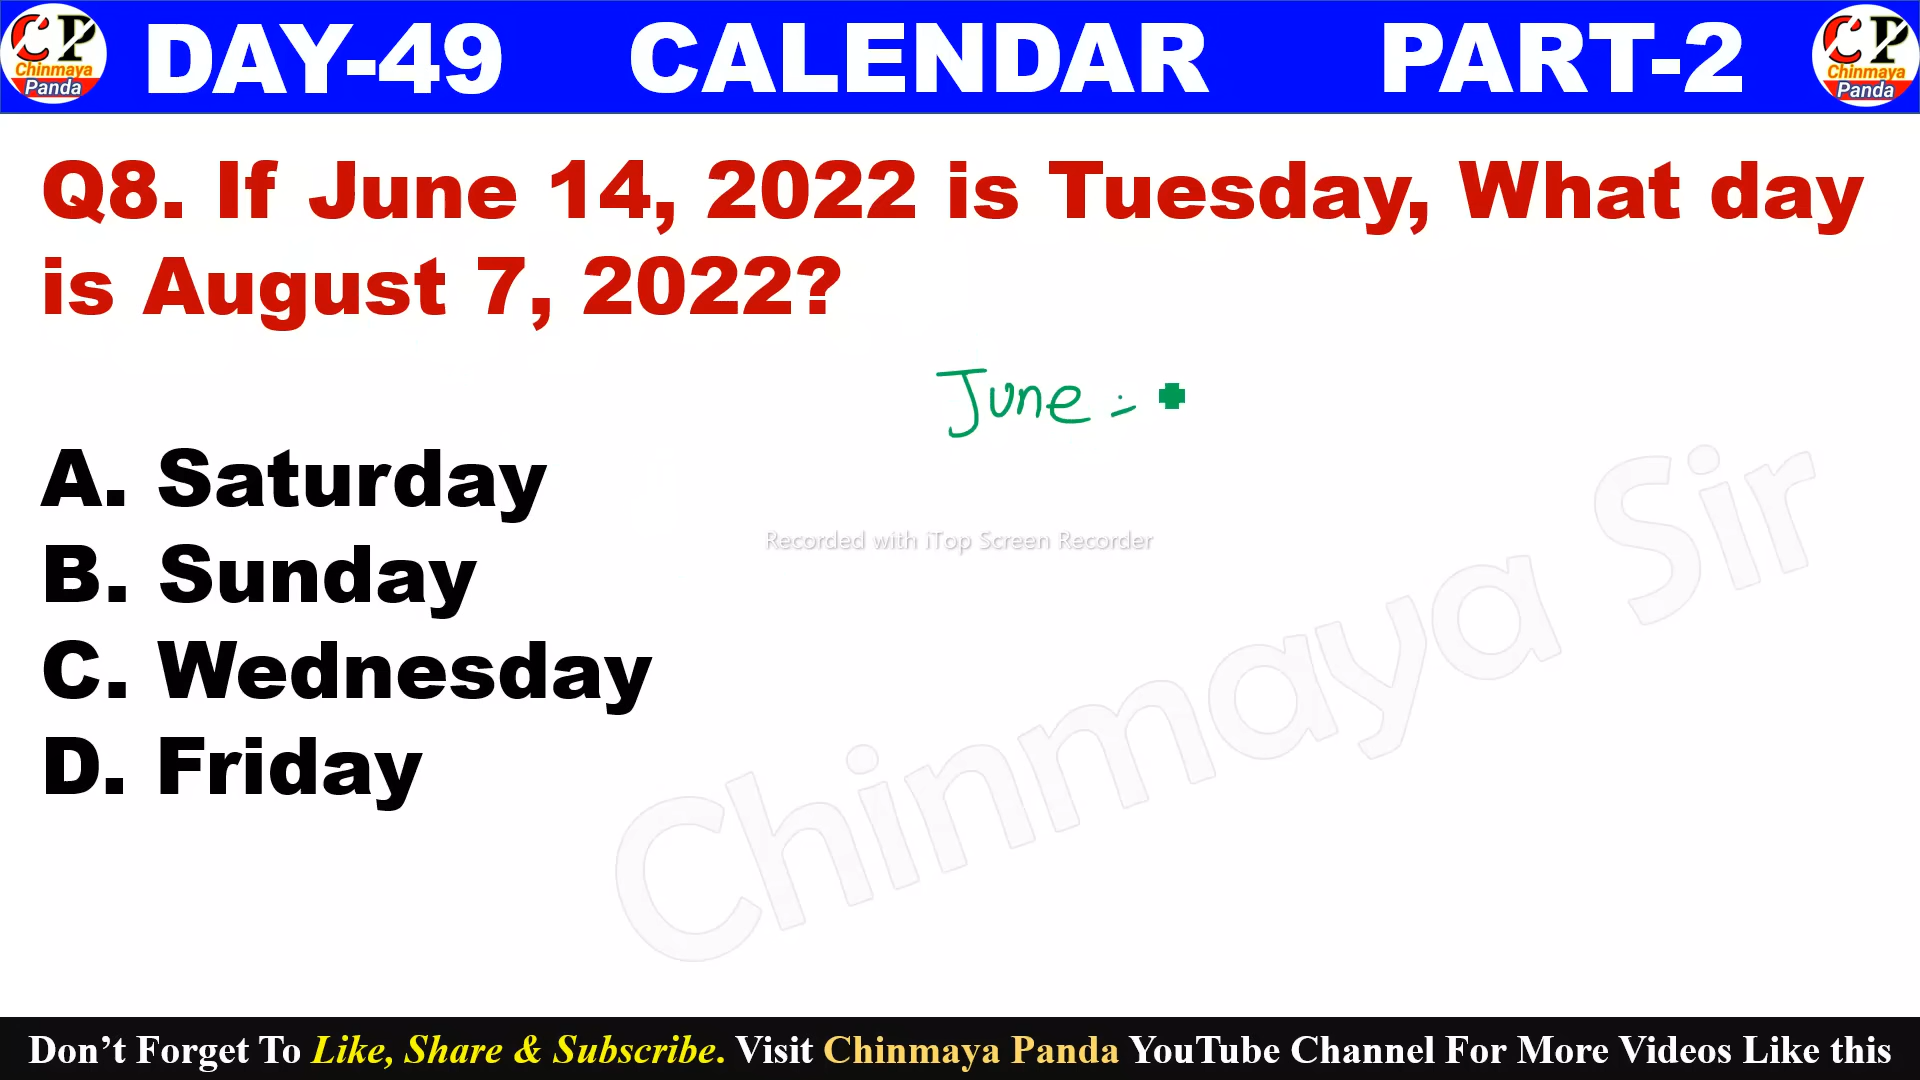 CP Chinmaya Panda DAY-49 CALENDAR PART-2 CP Chinmaya Panda
Q8. If June 14, 2022 is Tuesday, What day
is August 7, 2022?
June :-
A. Saturday
Recorded with iTop Screen Recorder
B. Sunday
C. Wednesday
D. Friday
Chinmaya Sir
Don’t Forget To Like, Share & Subscribe. Visit Chinmaya Panda YouTube Channel For More Videos Like this